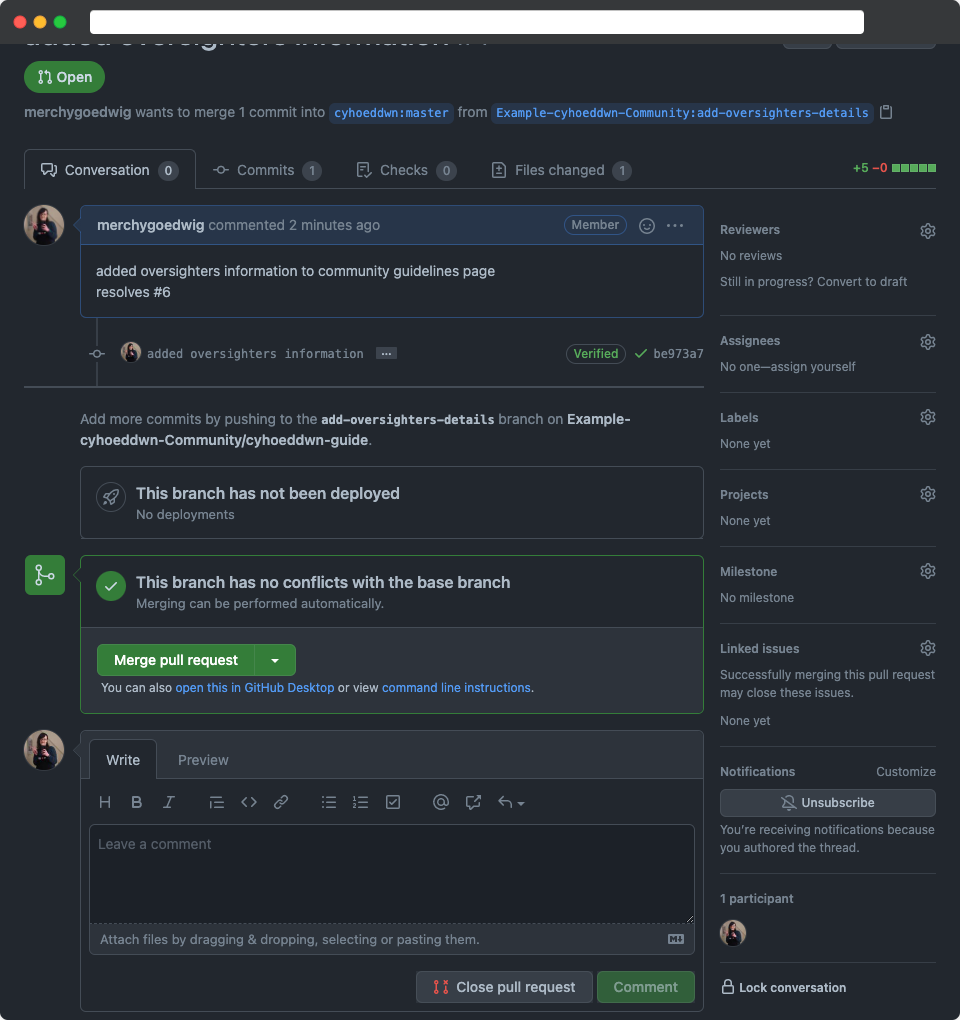 added oversighters information
Open
merchygoedwig wants to merge 1 commit into cyhoeddwn:master from Example-cyhoeddwn-Community:add-oversighters-details
Conversation 0 Commits 1 Checks 0 Files changed 1 +5 −0
merchygoedwig commented 2 minutes ago Member
added oversighters information to community guidelines page
resolves #6
added oversighters information ... Verified be973a7
Add more commits by pushing to the add-oversighters-details branch on Example-
cyhoeddwn-Community/cyhoeddwn-guide.
This branch has not been deployed
No deployments
This branch has no conflicts with the base branch
Merging can be performed automatically.
Merge pull request
You can also open this in GitHub Desktop or view command line instructions.
Write Preview
Leave a comment
Attach files by dragging & dropping, selecting or pasting them.
Close pull request Comment
Reviewers
No reviews
Still in progress? Convert to draft
Assignees
No one—assign yourself
Labels
None yet
Projects
None yet
Milestone
No milestone
Linked issues
Successfully merging this pull request
may close these issues.
None yet
Notifications Customize
Unsubscribe
You're receiving notifications because
you authored the thread.
1 participant
Lock conversation